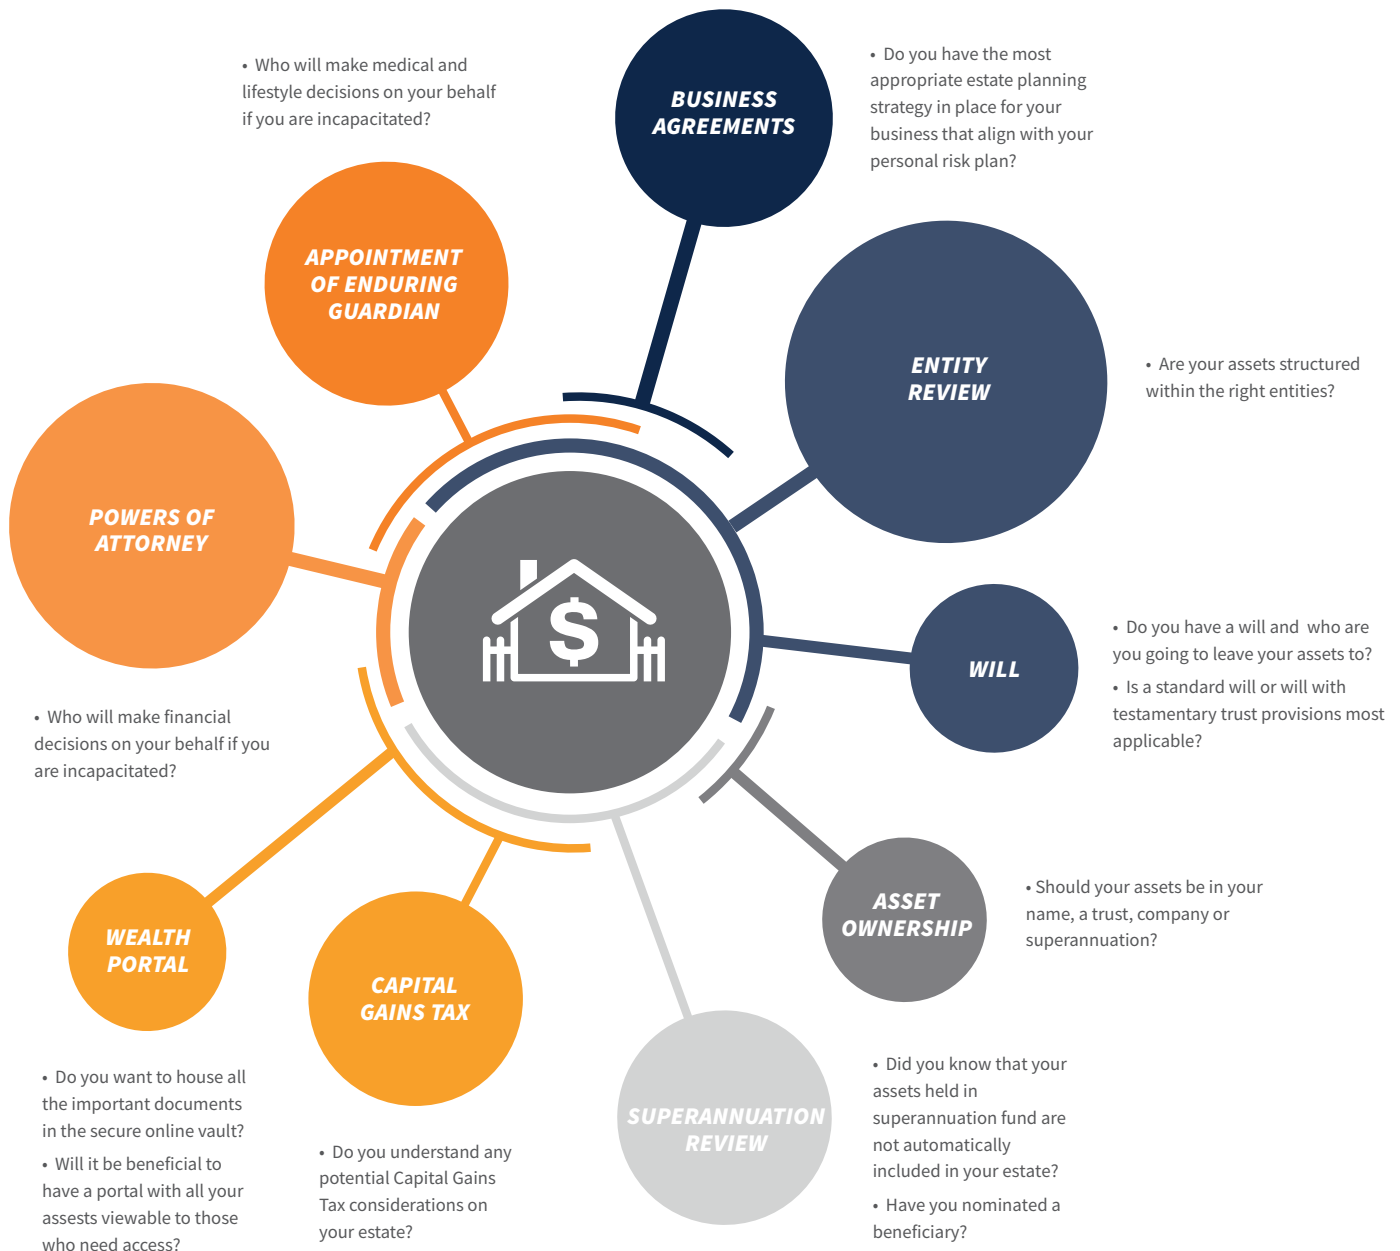 • Who will make medical and
lifestyle decisions on your behalf
if you are incapacitated?
BUSINESS
AGREEMENTS
• Do you have the most
appropriate estate planning
strategy in place for your
business that align with your
personal risk plan?
APPOINTMENT
OF ENDURING
GUARDIAN
ENTITY
REVIEW
• Are your assets structured
within the right entities?
POWERS OF
ATTORNEY
• Who will make financial
decisions on your behalf if you
are incapacitated?
$
WILL
• Do you have a will and who are
you going to leave your assets to?
• Is a standard will or will with
testamentary trust provisions most
applicable?
ASSET
OWNERSHIP
• Should your assets be in your
name, a trust, company or
superannuation?
WEALTH
PORTAL
• Do you want to house all
the important documents
in the secure online vault?
• Will it be beneficial to
have a portal with all your
assests viewable to those
who need access?
CAPITAL
GAINS TAX
• Do you understand any
potential Capital Gains
Tax considerations on
your estate?
SUPERANNUATION
REVIEW
• Did you know that your
assets held in
superannuation fund are
not automatically
included in your estate?
• Have you nominated a
beneficiary?